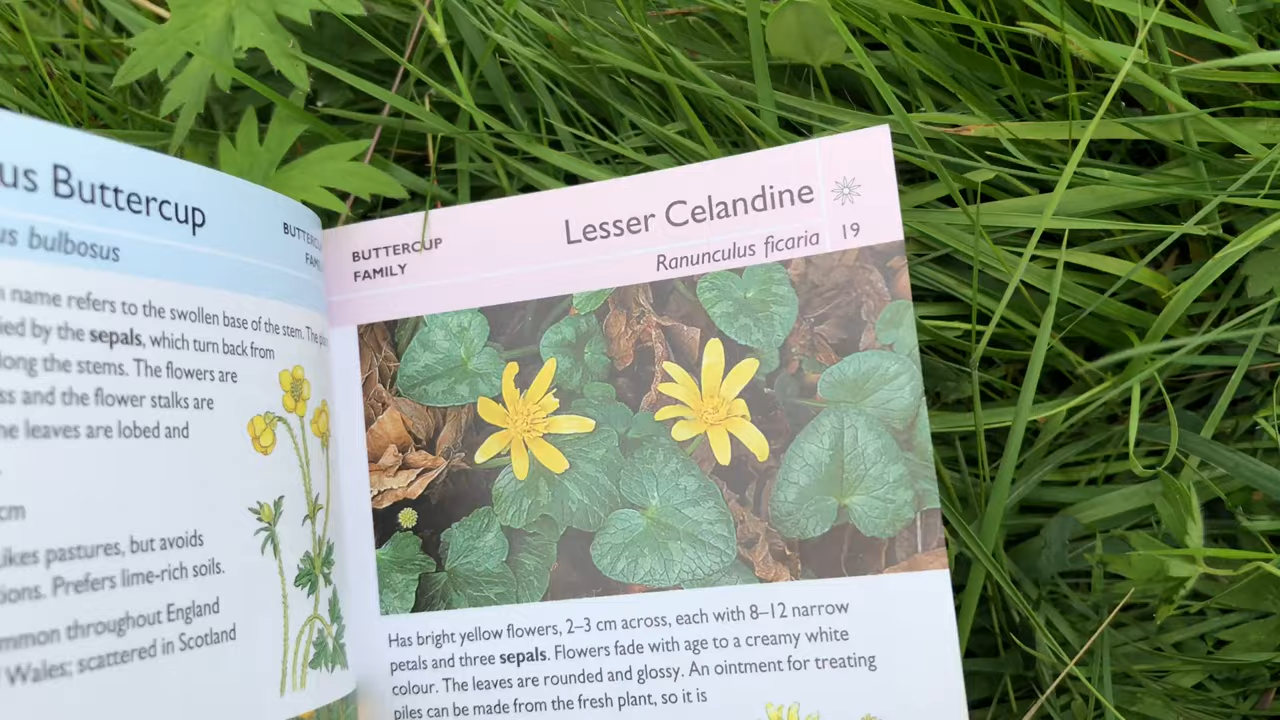 us Buttercup
us bulbosus
BUTTERCUP
name refers to the swollen base of the stem. The
ied by the sepals, which turn back from
long the stems. The flowers are
ss and the flower stalks are
ne leaves are lobed and
cm
Likes pastures, but avoids
ions. Prefers lime-rich soils.
mmon throughout England
Wales; scattered in Scotland
BUTTERCUP
FAMILY
Lesser Celandine
Ranunculus ficaria
19
Has bright yellow flowers, 2–3 cm across, each with 8–12 narrow
petals and three sepals. Flowers fade with age to a creamy white
colour. The leaves are rounded and glossy. An ointment for treating
piles can be made from the fresh plant, so it is